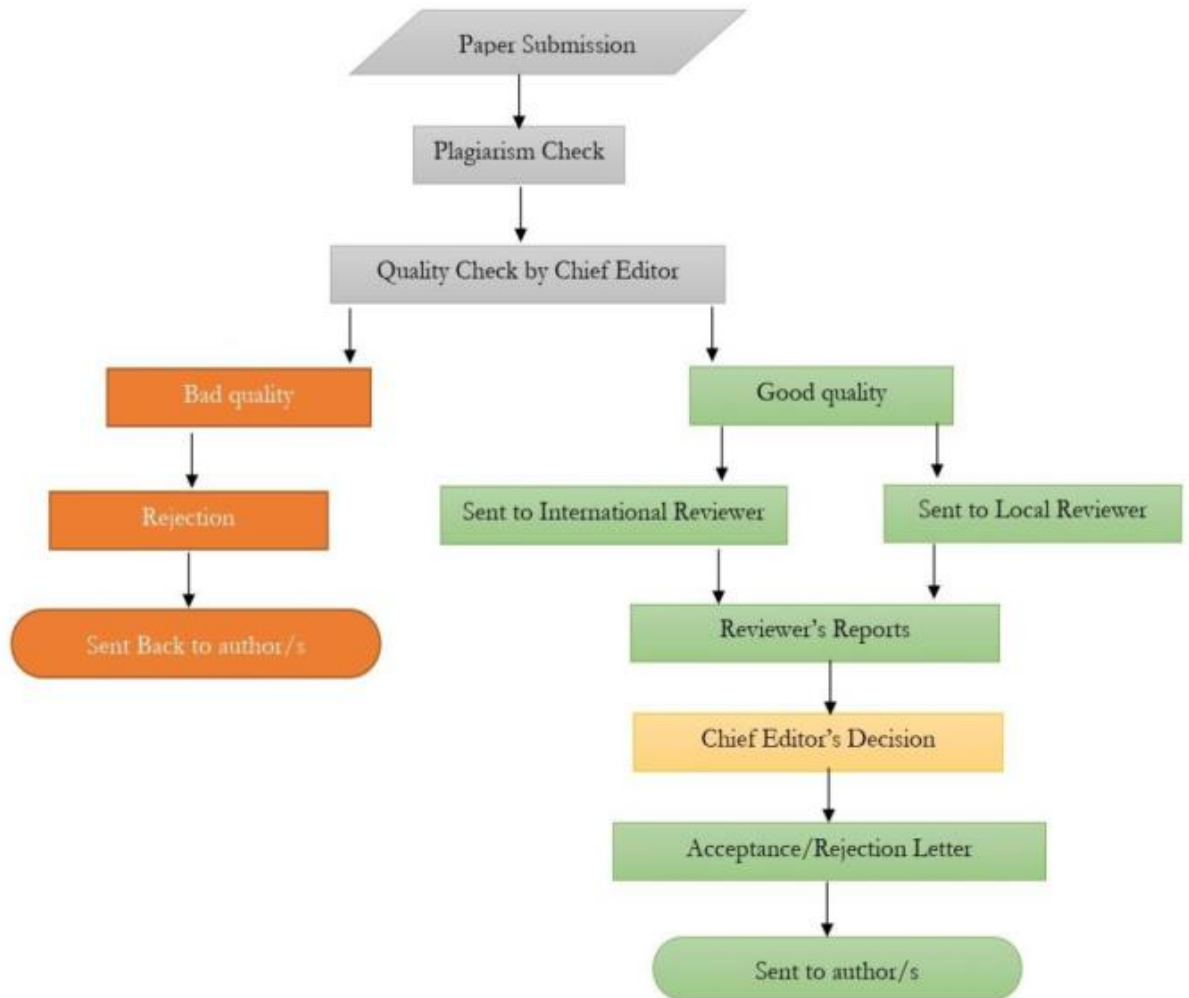 Paper Submission
Plagiarism Check
Quality Check by Chief Editor
Bad quality
Good quality
Sent to International Reviewer
Sent to Local Reviewer
Rejection
Reviewer's Reports
Sent Back to author/s
Chief Editor's Decision
Acceptance/Rejection Letter
Sent to author/s